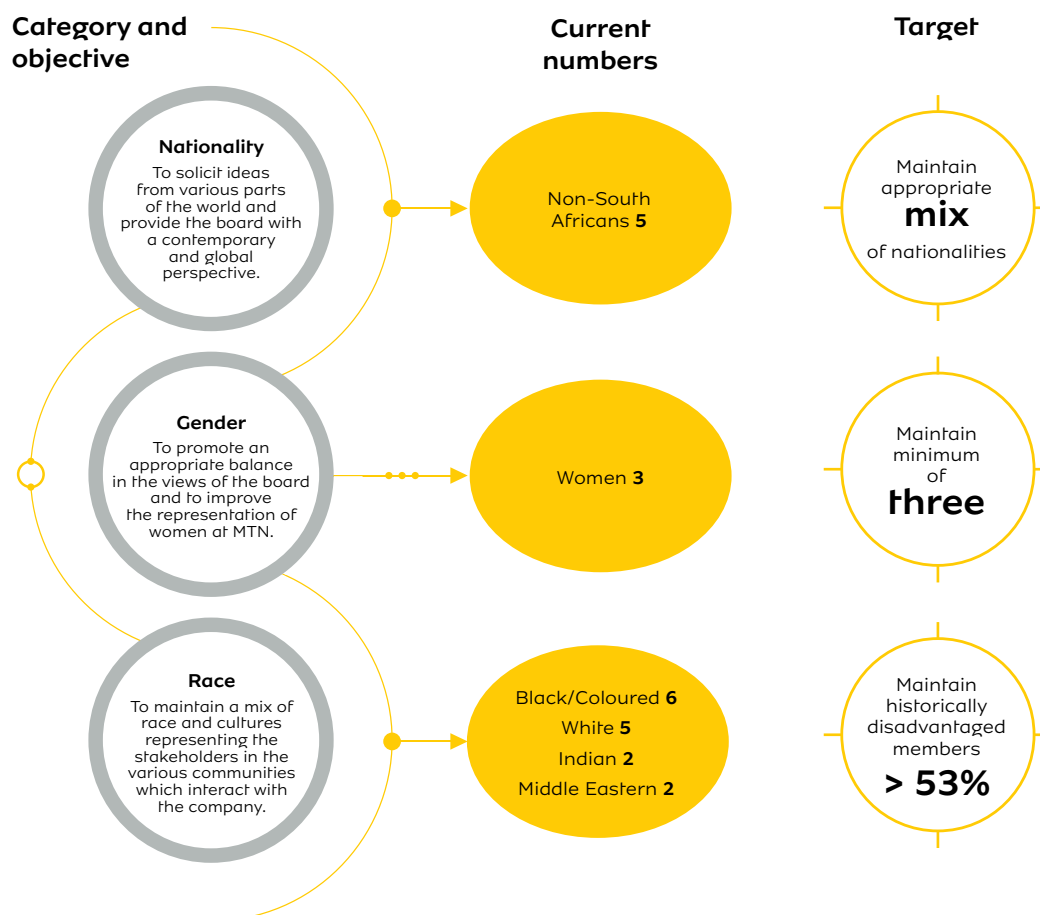 Category and
objective
Current
numbers
Target
Nationality
To solicit ideas
from various parts
of the world and
provide the board with
a contemporary
and global
perspective.
Non-South
Africans 5
Maintain
appropriate
mix
of nationalities
Gender
To promote an
appropriate balance
in the views of the board
and to improve
the representation of
women at MTN.
Women 3
Maintain
minimum
of
three
Race
To maintain a mix of
race and cultures
representing the
stakeholders in the
various communities
which interact with
the company.
Black/Coloured 6
White 5
Indian 2
Middle Eastern 2
Maintain
historically
disadvantaged
members
> 53%